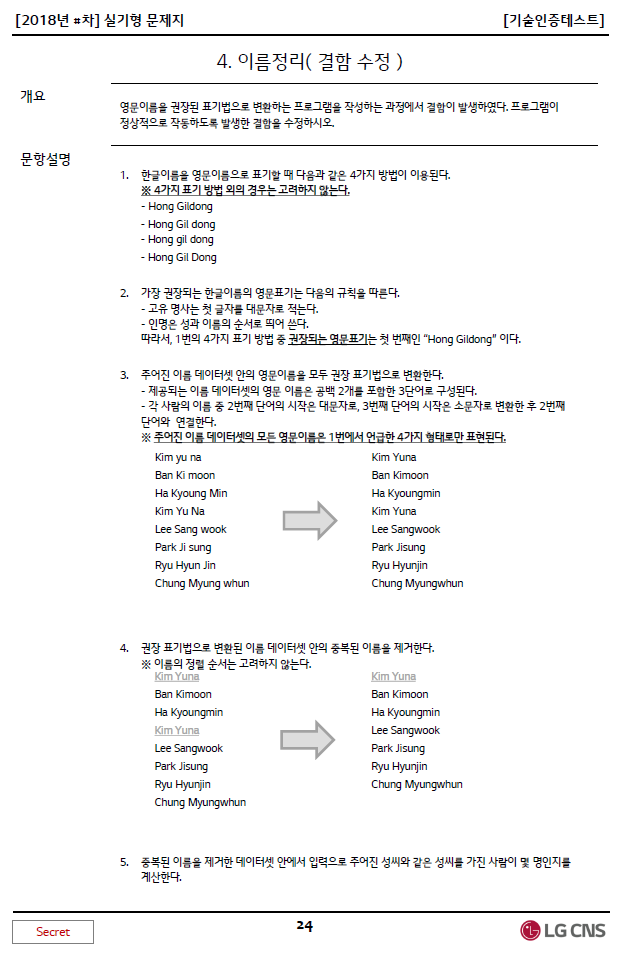 [2018년 #차] 실기형 문제지
[기술인증테스트]
4. 이름정리( 결함 수정 )
개요
영문이름을 권장된 표기법으로 변환하는 프로그램을 작성하는 과정에서 결함이 발생하였다. 프로그램이
정상적으로 작동하도록 발생한 결함을 수정하시오.
문항설명
1. 한글이름을 영문이름으로 표기할 때 다음과 같은 4가지 방법이 이용된다.
※ 4가지 표기 방법 외의 경우는 고려하지 않는다.
- Hong Gildong
- Hong Gil dong
- Hong gil dong
- Hong Gil Dong
2. 가장 권장되는 한글이름의 영문표기는 다음의 규칙을 따른다.
- 고유 명사는 첫 글자를 대문자로 적는다.
- 인명은 성과 이름의 순서로 띄어 쓴다.
따라서, 1번의 4가지 표기 방법 중 권장되는 영문표기는 첫 번째인 “Hong Gildong” 이다.
3. 주어진 이름 데이터셋 안의 영문이름을 모두 권장 표기법으로 변환한다.
- 제공되는 이름 데이터셋의 영문 이름은 공백 2개를 포함한 3단어로 구성된다.
- 각 사람의 이름 중 2번째 단어의 시작은 대문자로, 3번째 단어의 시작은 소문자로 변환한 후 2번째
단어와 연결한다.
※ 주어진 이름 데이터셋의 모든 영문이름은 1번에서 언급한 4가지 형태로만 표현된다.
Kim yu na
Ban Ki moon
Ha Kyoung Min
Kim Yu Na
Lee Sang wook
Park Ji sung
Ryu Hyun Jin
Chung Myung whun
Kim Yuna
Ban Kimoon
Ha Kyoungmin
Kim Yuna
Lee Sangwook
Park Jisung
Ryu Hyunjin
Chung Myungwhun
4. 권장 표기법으로 변환된 이름 데이터셋 안의 중복된 이름을 제거한다.
※ 이름의 정렬 순서는 고려하지 않는다.
Kim Yuna
Ban Kimoon
Ha Kyoungmin
Kim Yuna
Lee Sangwook
Park Jisung
Ryu Hyunjin
Chung Myungwhun
Kim Yuna
Ban Kimoon
Ha Kyoungmin
Lee Sangwook
Park Jisung
Ryu Hyunjin
Chung Myungwhun
5. 중복된 이름을 제거한 데이터셋 안에서 입력으로 주어진 성씨와 같은 성씨를 가진 사람이 몇 명인지를
계산한다.
Secret
24
LG CNS